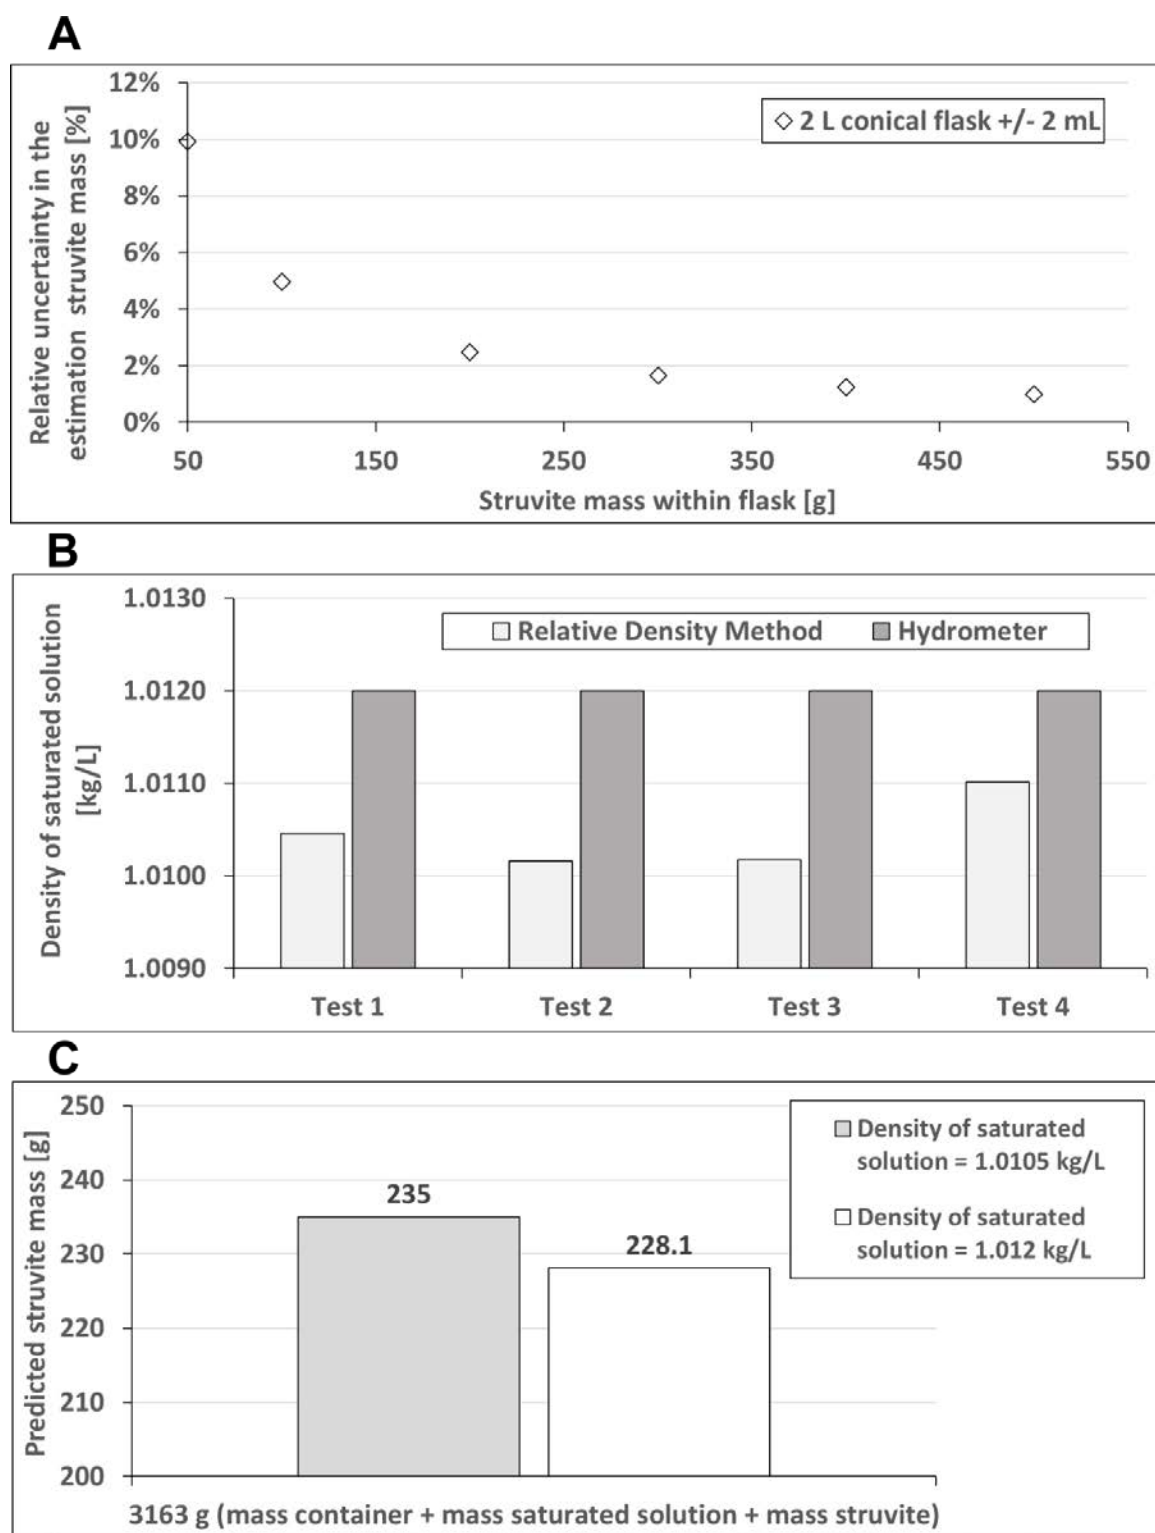 A
Relative uncertainty in the
estimation struvite mass [%]
12%
10%
8%
6%
4%
2%
0%
2 L conical flask +/- 2 mL
50 150 250 350 450 550
Struvite mass within flask [g]
B
Density of saturated solution
[kg/L]
1.0130
1.0120
1.0110
1.0100
1.0090
Relative Density Method Hydrometer
Test 1 Test 2 Test 3 Test 4
C
Predicted struvite mass [g]
250
240
230
220
210
200
235
228.1
Density of saturated
solution = 1.0105 kg/L
Density of saturated
solution = 1.012 kg/L
3163 g (mass container + mass saturated solution + mass struvite)